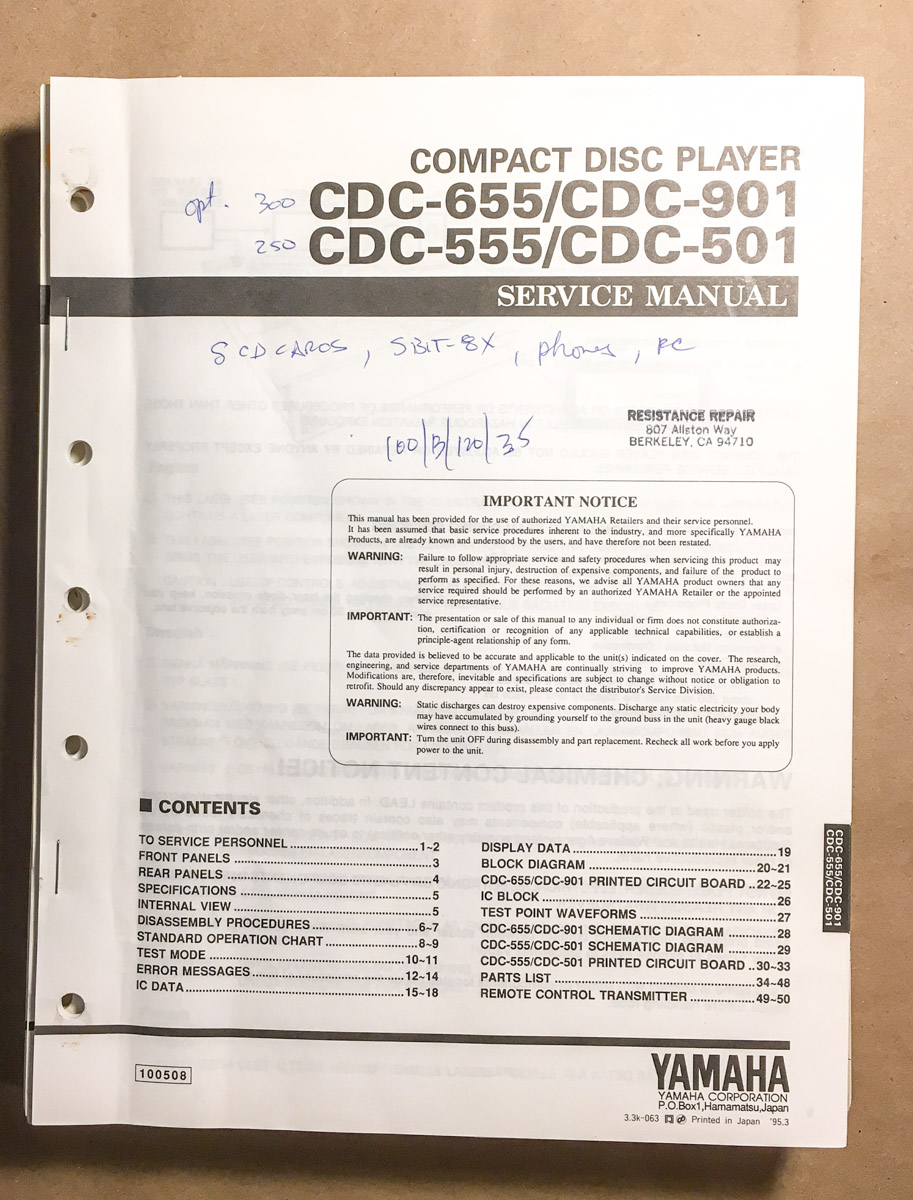 COMPACT DISC PLAYER
opt. 300 CDC-655/CDC-901
250 CDC-555/CDC-501
SERVICE MANUAL
5 CD CAROS, SBIT-8X, phones, RC
RESISTANCE REPAIR
807 Allston Way
BERKELEY, CA 94710
100/B/120/35
IMPORTANT NOTICE
This manual has been provided for the use of authorized YAMAHA Retailers and their service personnel.
It has been assumed that basic service procedures inherent to the industry, and more specifically YAMAHA
Products, are already known and understood by the users, and have therefore not been restated.
WARNING: Failure to follow appropriate service and safety procedures when servicing this product may
result in personal injury, destruction of expensive components, and failure of the product to
perform as specified. For these reasons, we advise all YAMAHA product owners that any
service required should be performed by an authorized YAMAHA Retailer or the appointed
service representative.
IMPORTANT: The presentation or sale of this manual to any individual or firm does not constitute authoriza-
tion, certification or recognition of any applicable technical capabilities, or establish a
principle-agent relationship of any form.
The data provided is believed to be accurate and applicable to the unit(s) indicated on the cover. The research,
engineering, and service departments of YAMAHA are continually striving to improve YAMAHA products.
Modifications are, therefore, inevitable and specifications are subject to change without notice or obligation to
retrofit. Should any discrepancy appear to exist, please contact the distributor's Service Division.
WARNING: Static discharges can destroy expensive components. Discharge any static electricity your body
may have accumulated by grounding yourself to the ground buss in the unit (heavy gauge black
wires connect to this buss).
IMPORTANT: Turn the unit OFF during disassembly and part replacement. Recheck all work before you apply
power to the unit.
■ CONTENTS
TO SERVICE PERSONNEL ..... 1~2
FRONT PANELS ..... 3
REAR PANELS ..... 4
SPECIFICATIONS ..... 5
INTERNAL VIEW ..... 5
DISASSEMBLY PROCEDURES ..... 6~7
STANDARD OPERATION CHART ..... 8~9
TEST MODE ..... 10~11
ERROR MESSAGES ..... 12~14
IC DATA ..... 15~18
DISPLAY DATA ..... 19
BLOCK DIAGRAM ..... 20~21
CDC-655/CDC-901 PRINTED CIRCUIT BOARD .. 22~25
IC BLOCK ..... 26
TEST POINT WAVEFORMS ..... 27
CDC-655/CDC-901 SCHEMATIC DIAGRAM ..... 28
CDC-555/CDC-501 SCHEMATIC DIAGRAM ..... 29
CDC-555/CDC-501 PRINTED CIRCUIT BOARD .. 30~33
PARTS LIST ..... 34~48
REMOTE CONTROL TRANSMITTER ..... 49~50
CDC-655/CDC-901
CDC-555/CDC-501
100508
YAMAHA
YAMAHA CORPORATION
P.O.Box1, Hamamatsu, Japan
3.3k-063 Printed in Japan '95.3